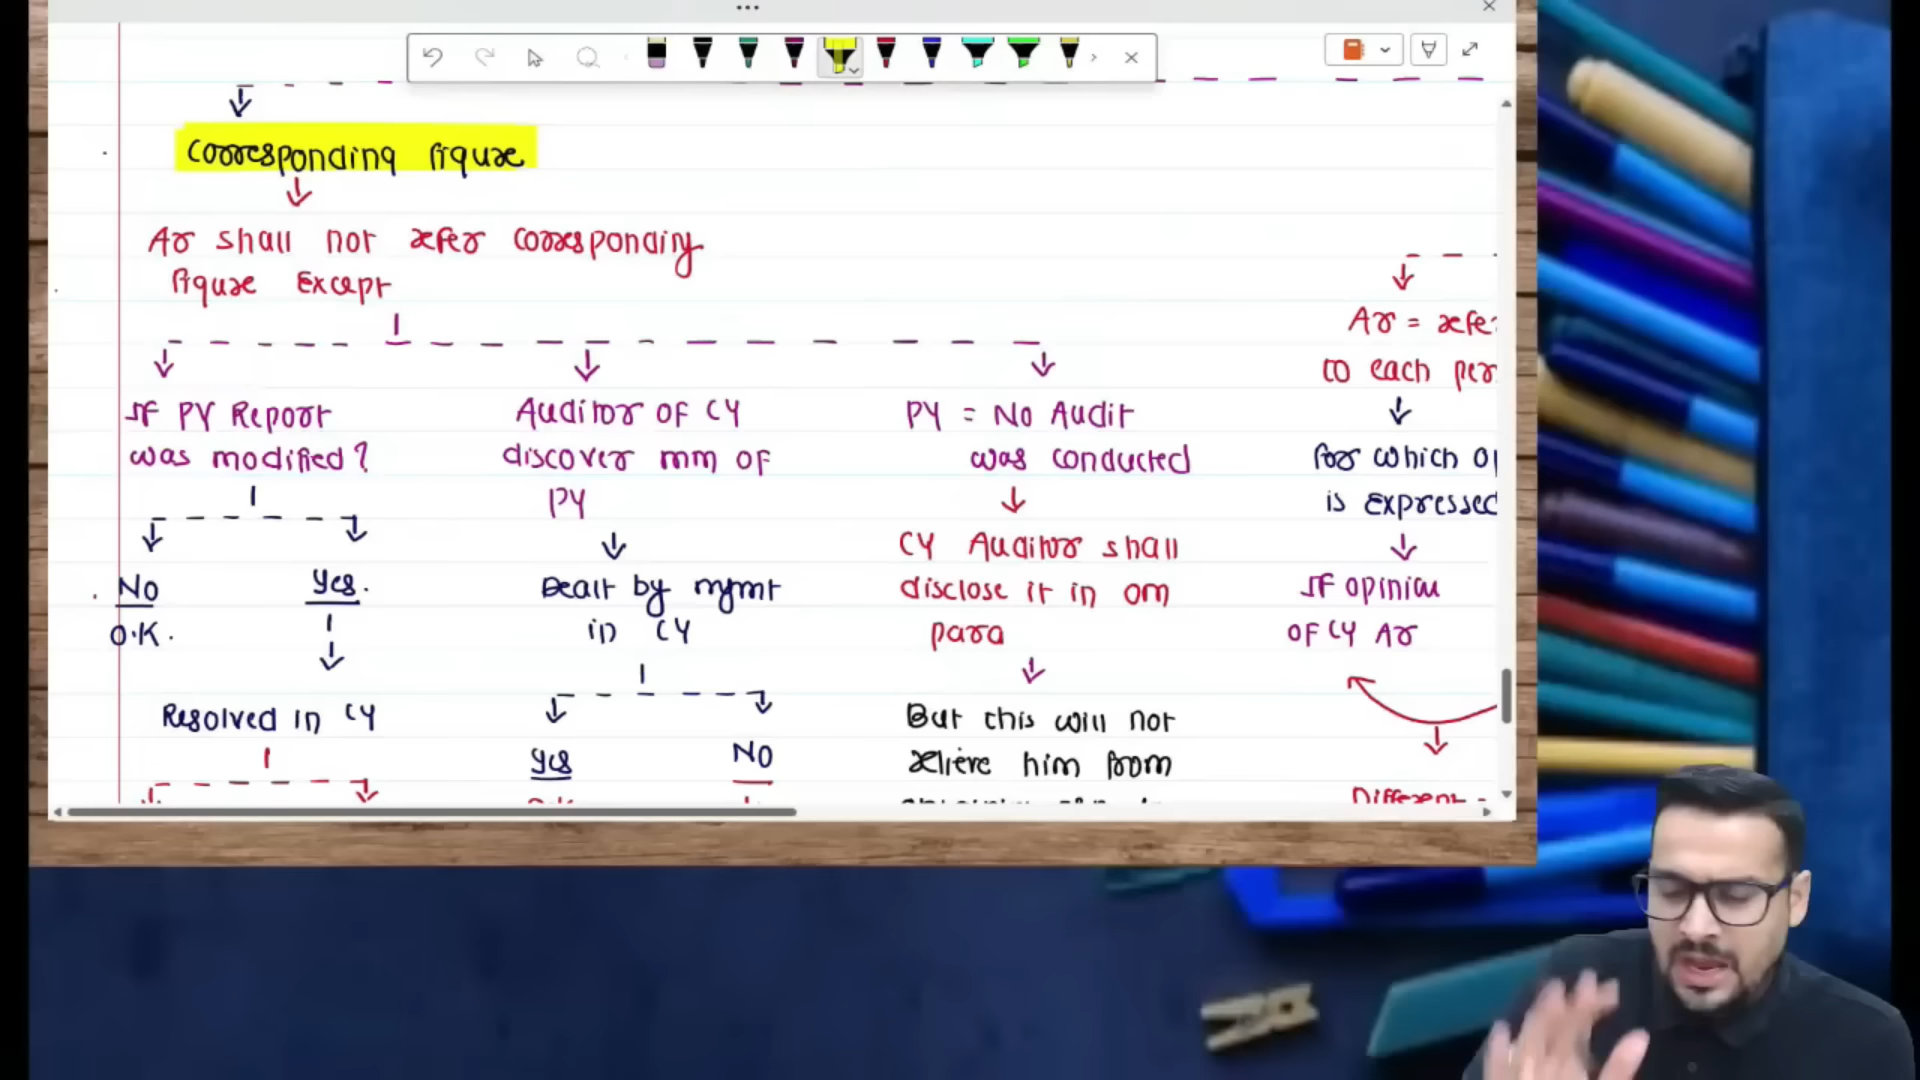 Corresponding figure
Ar shall not refer corresponding
figure Except
If PY Report
was modified?
No
O.K.
Yes.
Resolved in CY
Auditor of CY
discover mm of
PY
Dealt by mgmt
in CY
Yes
No
PY = No Audit
was conducted
CY Auditor shall
disclose it in om
para
But this will not
relieve him from
Ar = refe
to each per
for which o
is expressed
If opinion
of CY Ar
Different